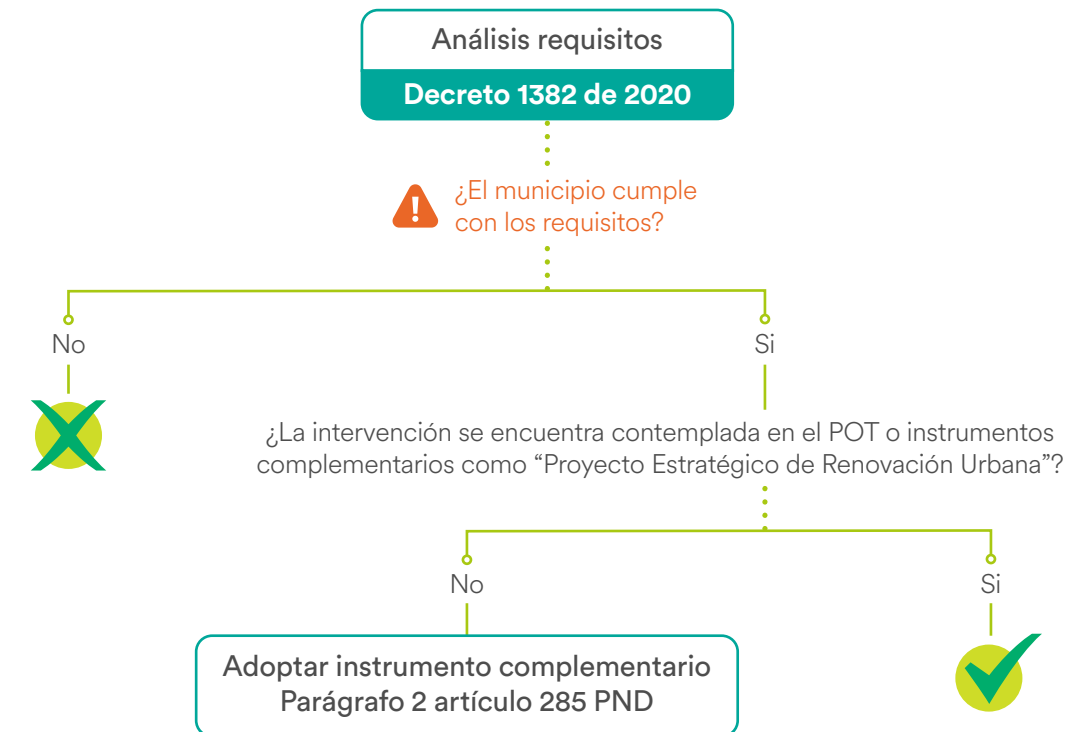 Análisis requisitos
Decreto 1382 de 2020
¿El municipio cumple
con los requisitos?
No
Si
¿La intervención se encuentra contemplada en el POT o instrumentos
complementarios como “Proyecto Estratégico de Renovación Urbana”?
No
Si
Adoptar instrumento complementario
Parágrafo 2 artículo 285 PND